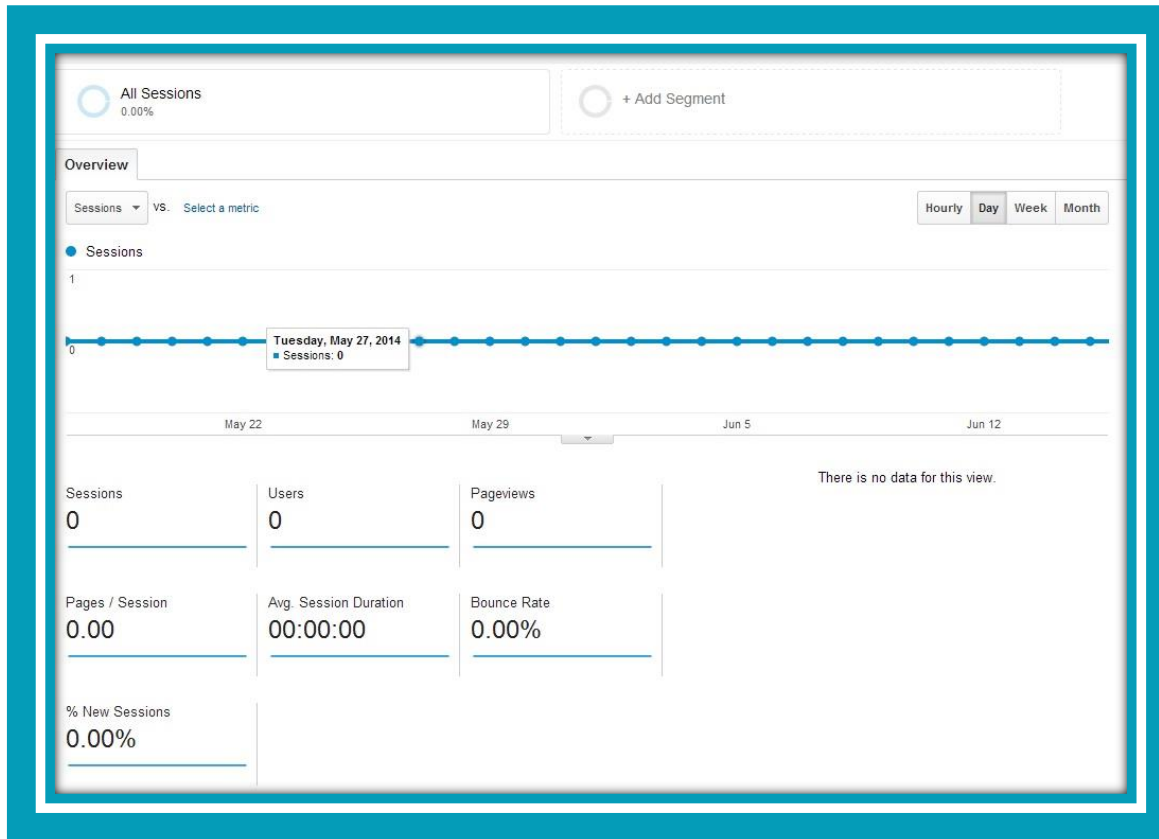 All Sessions
0.00%
+ Add Segment
Overview
Sessions VS. Select a metric
Hourly Day Week Month
Sessions
1
0
Tuesday, May 27, 2014
Sessions: 0
May 22 May 29 Jun 5 Jun 12
There is no data for this view.
Sessions Users Pageviews
0 0 0
Pages / Session Avg. Session Duration Bounce Rate
0.00 00:00:00 0.00%
% New Sessions
0.00%